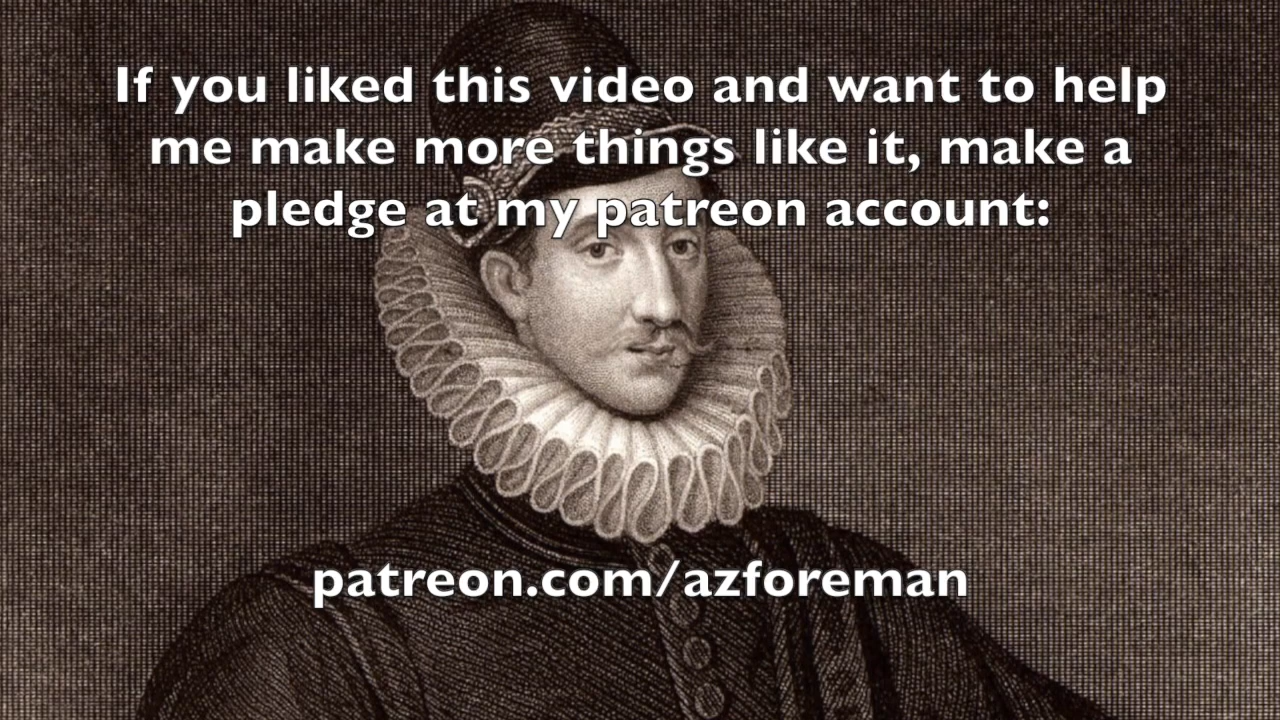 If you liked this video and want to help
me make more things like it, make a
pledge at my patreon account:
patreon.com/azforeman